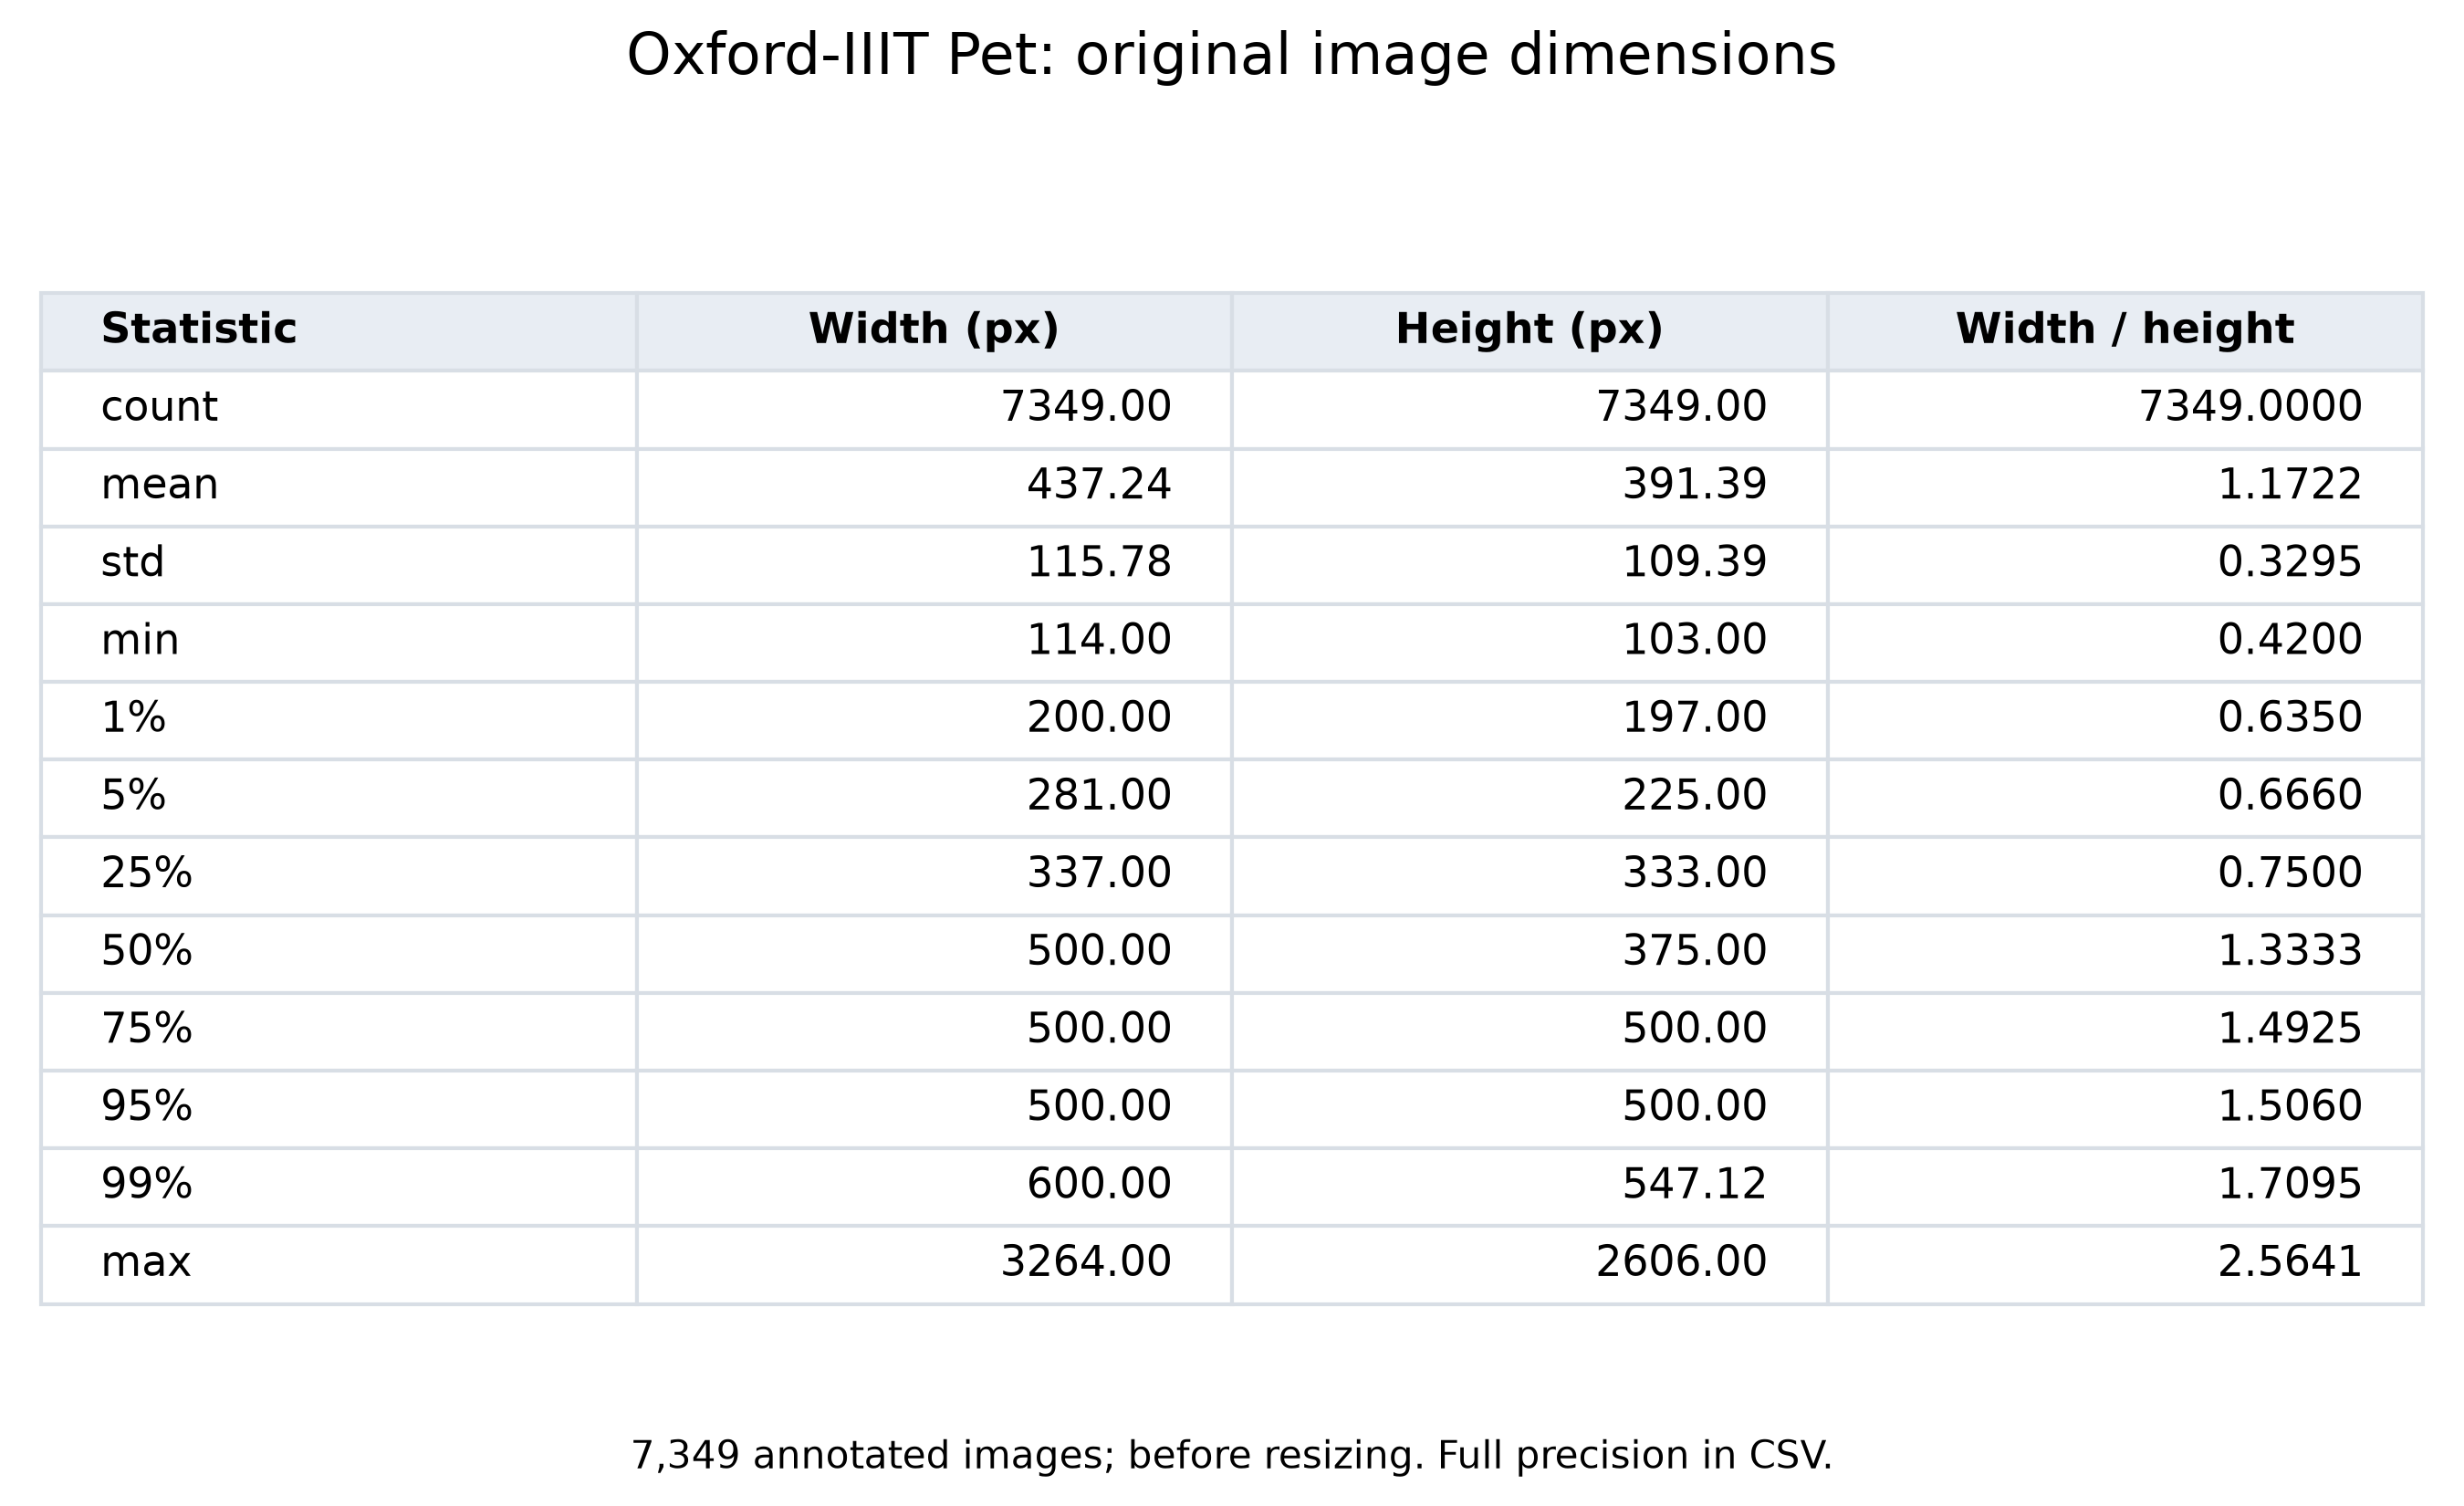 Oxford-IIIT Pet: original image dimensions
Statistic Width (px) Height (px) Width / height
count 7349.00 7349.00 7349.0000
mean 437.24 391.39 1.1722
std 115.78 109.39 0.3295
min 114.00 103.00 0.4200
1% 200.00 197.00 0.6350
5% 281.00 225.00 0.6660
25% 337.00 333.00 0.7500
50% 500.00 375.00 1.3333
75% 500.00 500.00 1.4925
95% 500.00 500.00 1.5060
99% 600.00 547.12 1.7095
max 3264.00 2606.00 2.5641
7,349 annotated images; before resizing. Full precision in CSV.